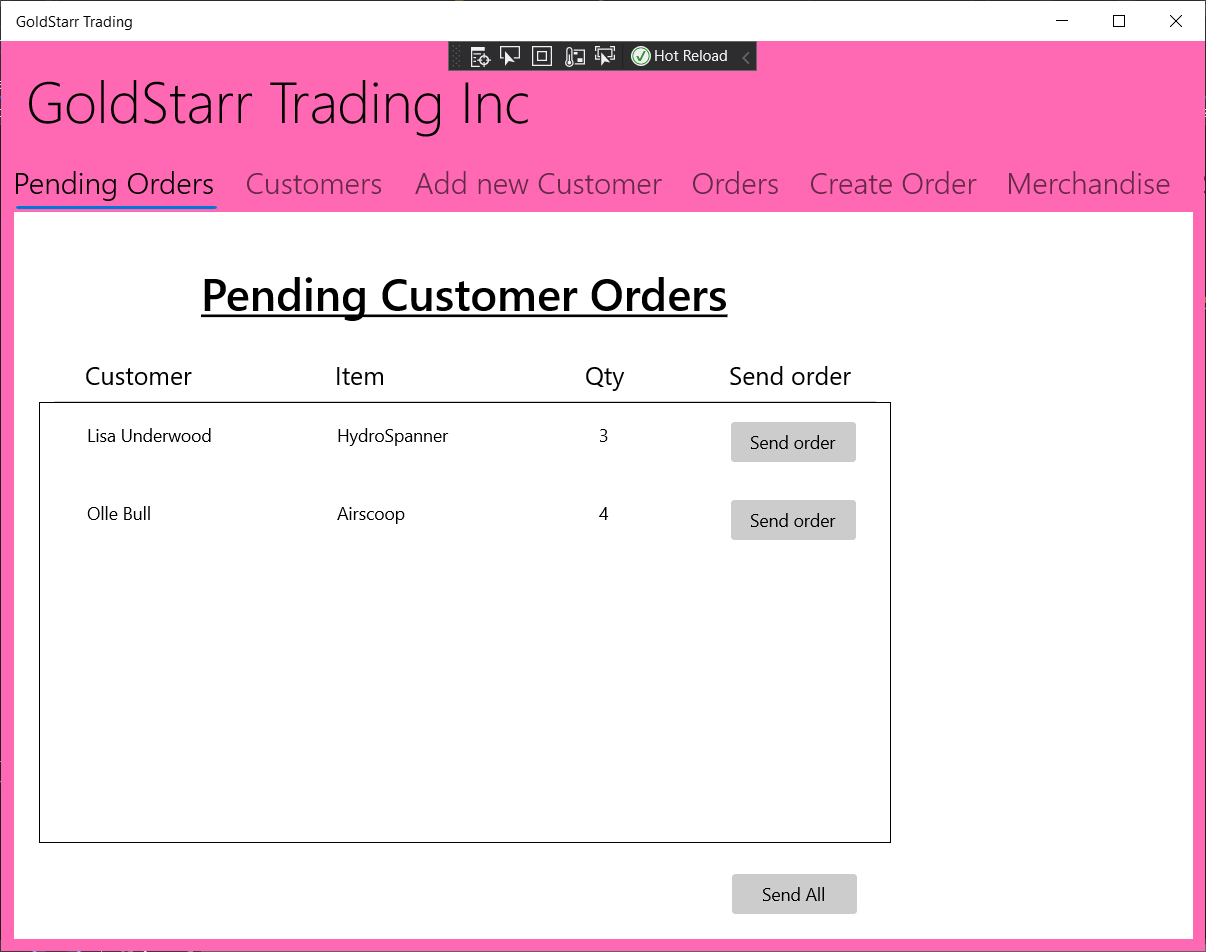 GoldStarr Trading
Hot Reload
GoldStarr Trading Inc
Pending Orders Customers Add new Customer Orders Create Order Merchandise
Pending Customer Orders
Customer Item Qty Send order
Lisa Underwood HydroSpanner 3 Send order
Olle Bull Airscoop 4 Send order
Send All